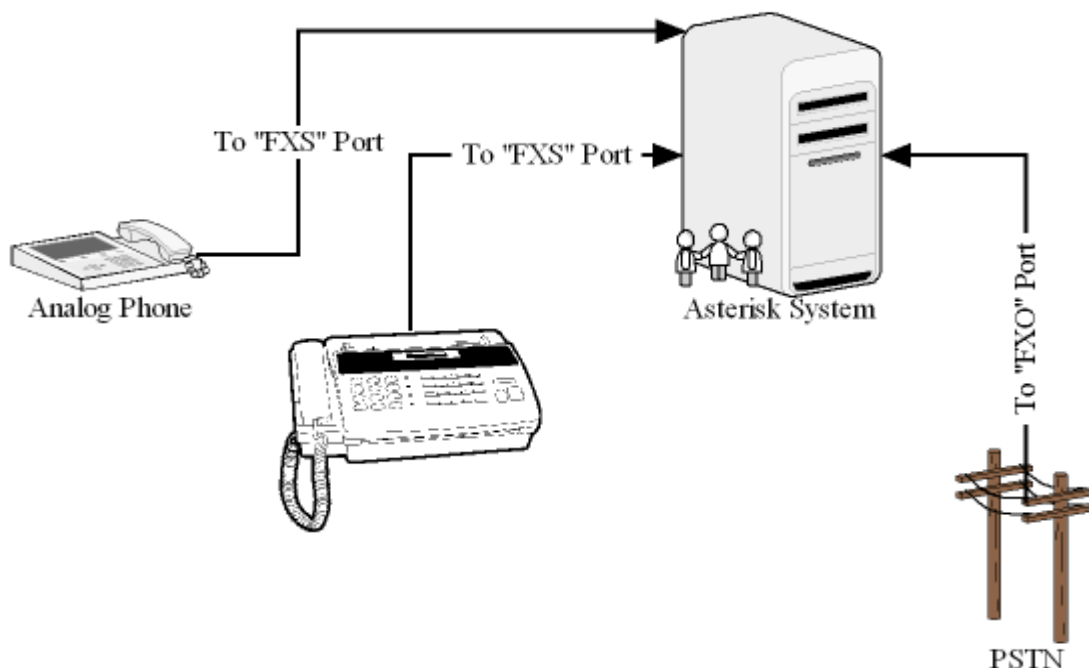 To "FXS" Port
To "FXS" Port
Analog Phone
Asterisk System
To "FXO" Port
PSTN